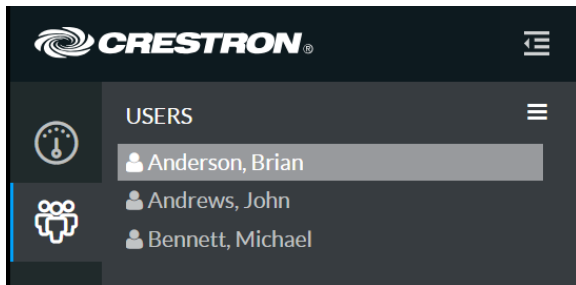 CRESTRON®
USERS
Anderson, Brian
Andrews, John
Bennett, Michael